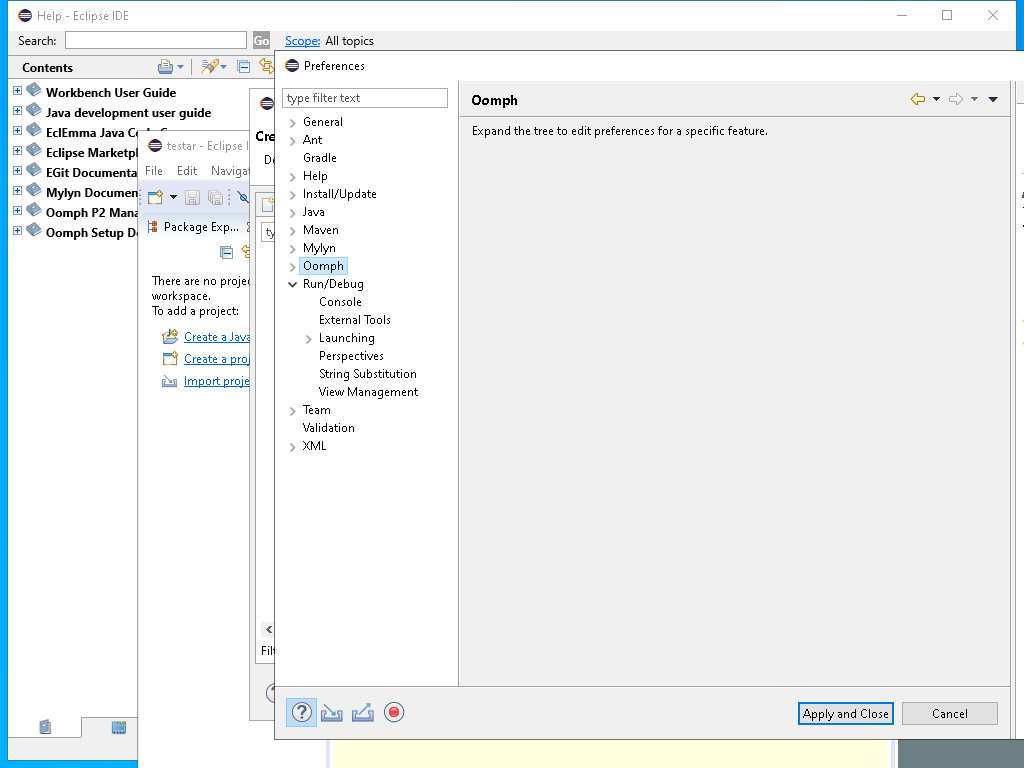 Help - Eclipse IDE
Search:
Go
Scope: All topics
Contents
Workbench User Guide
Java development user guide
EclEmma Java Code
Eclipse Marketpl
EGit Documenta
Mylyn Documen
Oomph P2 Mana
Oomph Setup D
testar - Eclipse I
File Edit Navigat
Package Exp...
There are no projec
workspace.
To add a project:
Create a Java
Create a proj
Import proje
Cre
De
ty
Filt
Preferences
type filter text
General
Ant
Gradle
Help
Install/Update
Java
Maven
Mylyn
Oomph
Run/Debug
Console
External Tools
Launching
Perspectives
String Substitution
View Management
Team
Validation
XML
Oomph
Expand the tree to edit preferences for a specific feature.
Apply and Close
Cancel